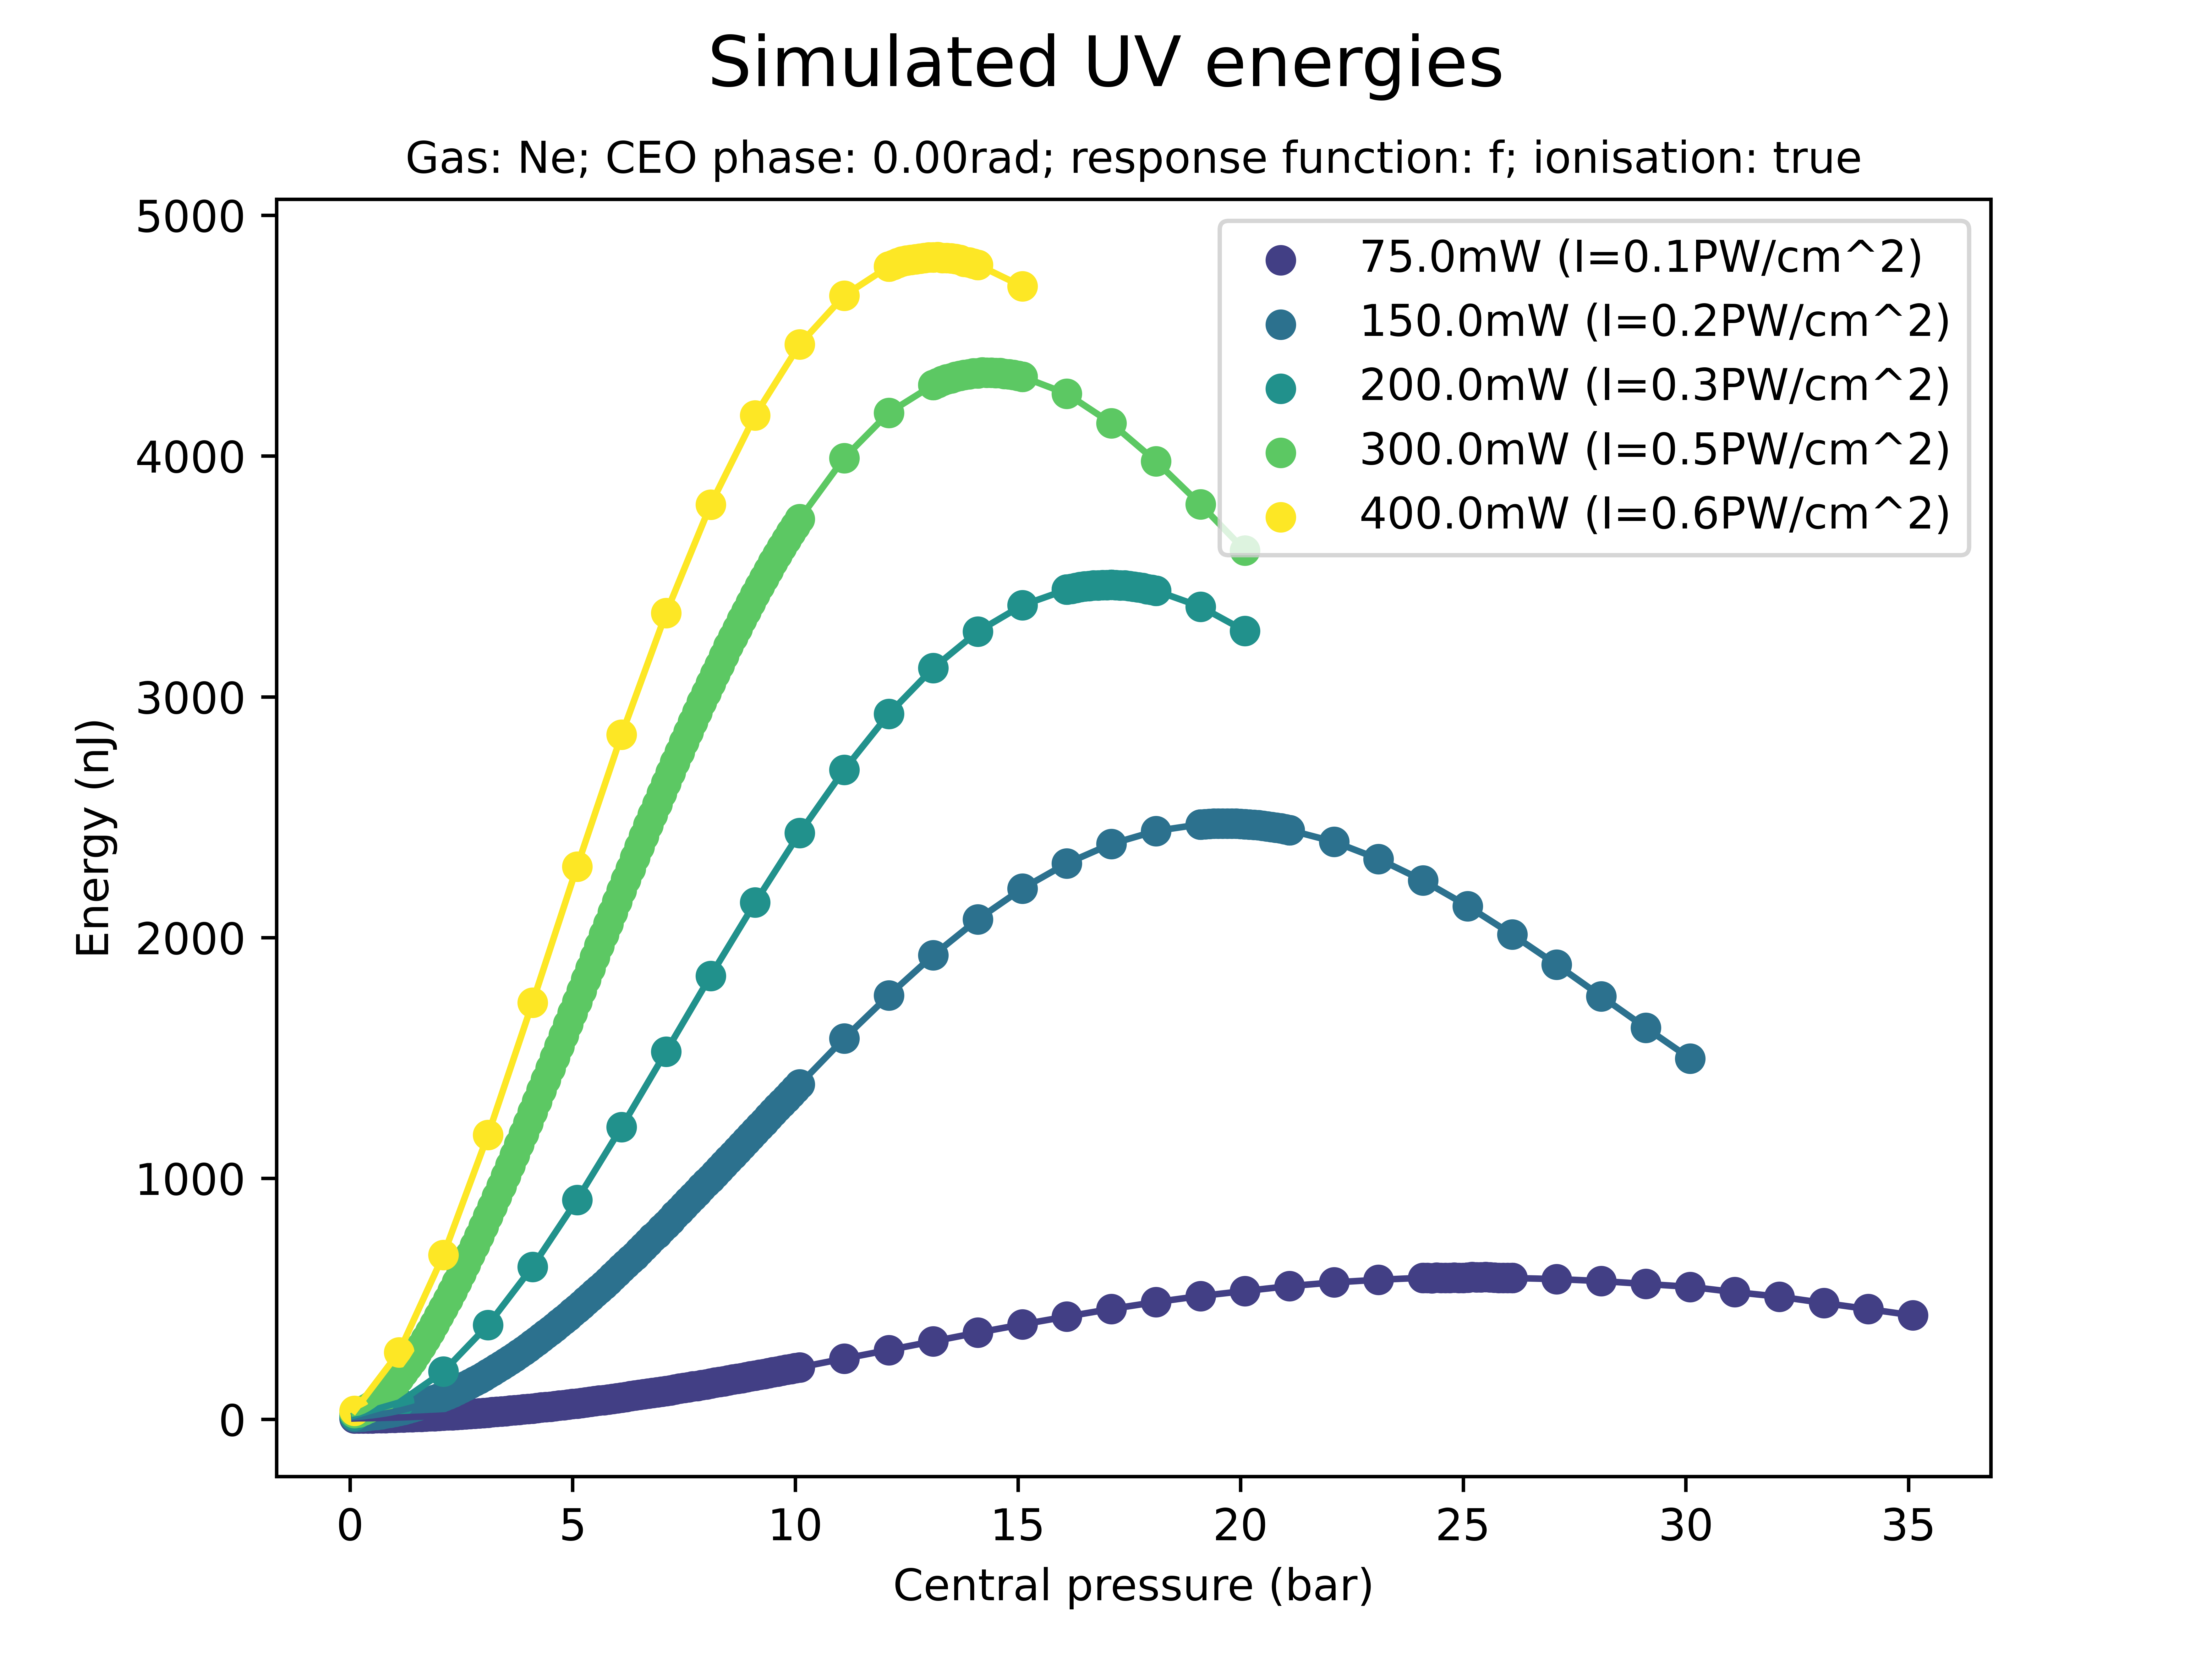 Simulated UV energies
Gas: Ne; CEO phase: 0.00rad; response function: f; ionisation: true
5000
4000
3000
2000
1000
0
Energy (nJ)
75.0mW (I=0.1PW/cm^2)
150.0mW (I=0.2PW/cm^2)
200.0mW (I=0.3PW/cm^2)
300.0mW (I=0.5PW/cm^2)
400.0mW (I=0.6PW/cm^2)
0 5 10 15 20 25 30 35
Central pressure (bar)